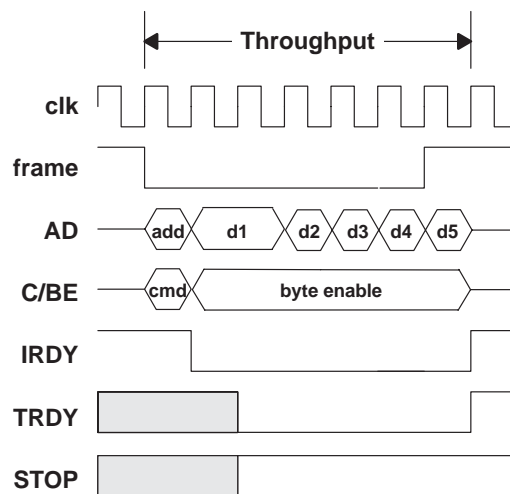 Throughput
clk
frame
AD add d1 d2 d3 d4 d5
C/BE cmd byte enable
IRDY
TRDY
STOP